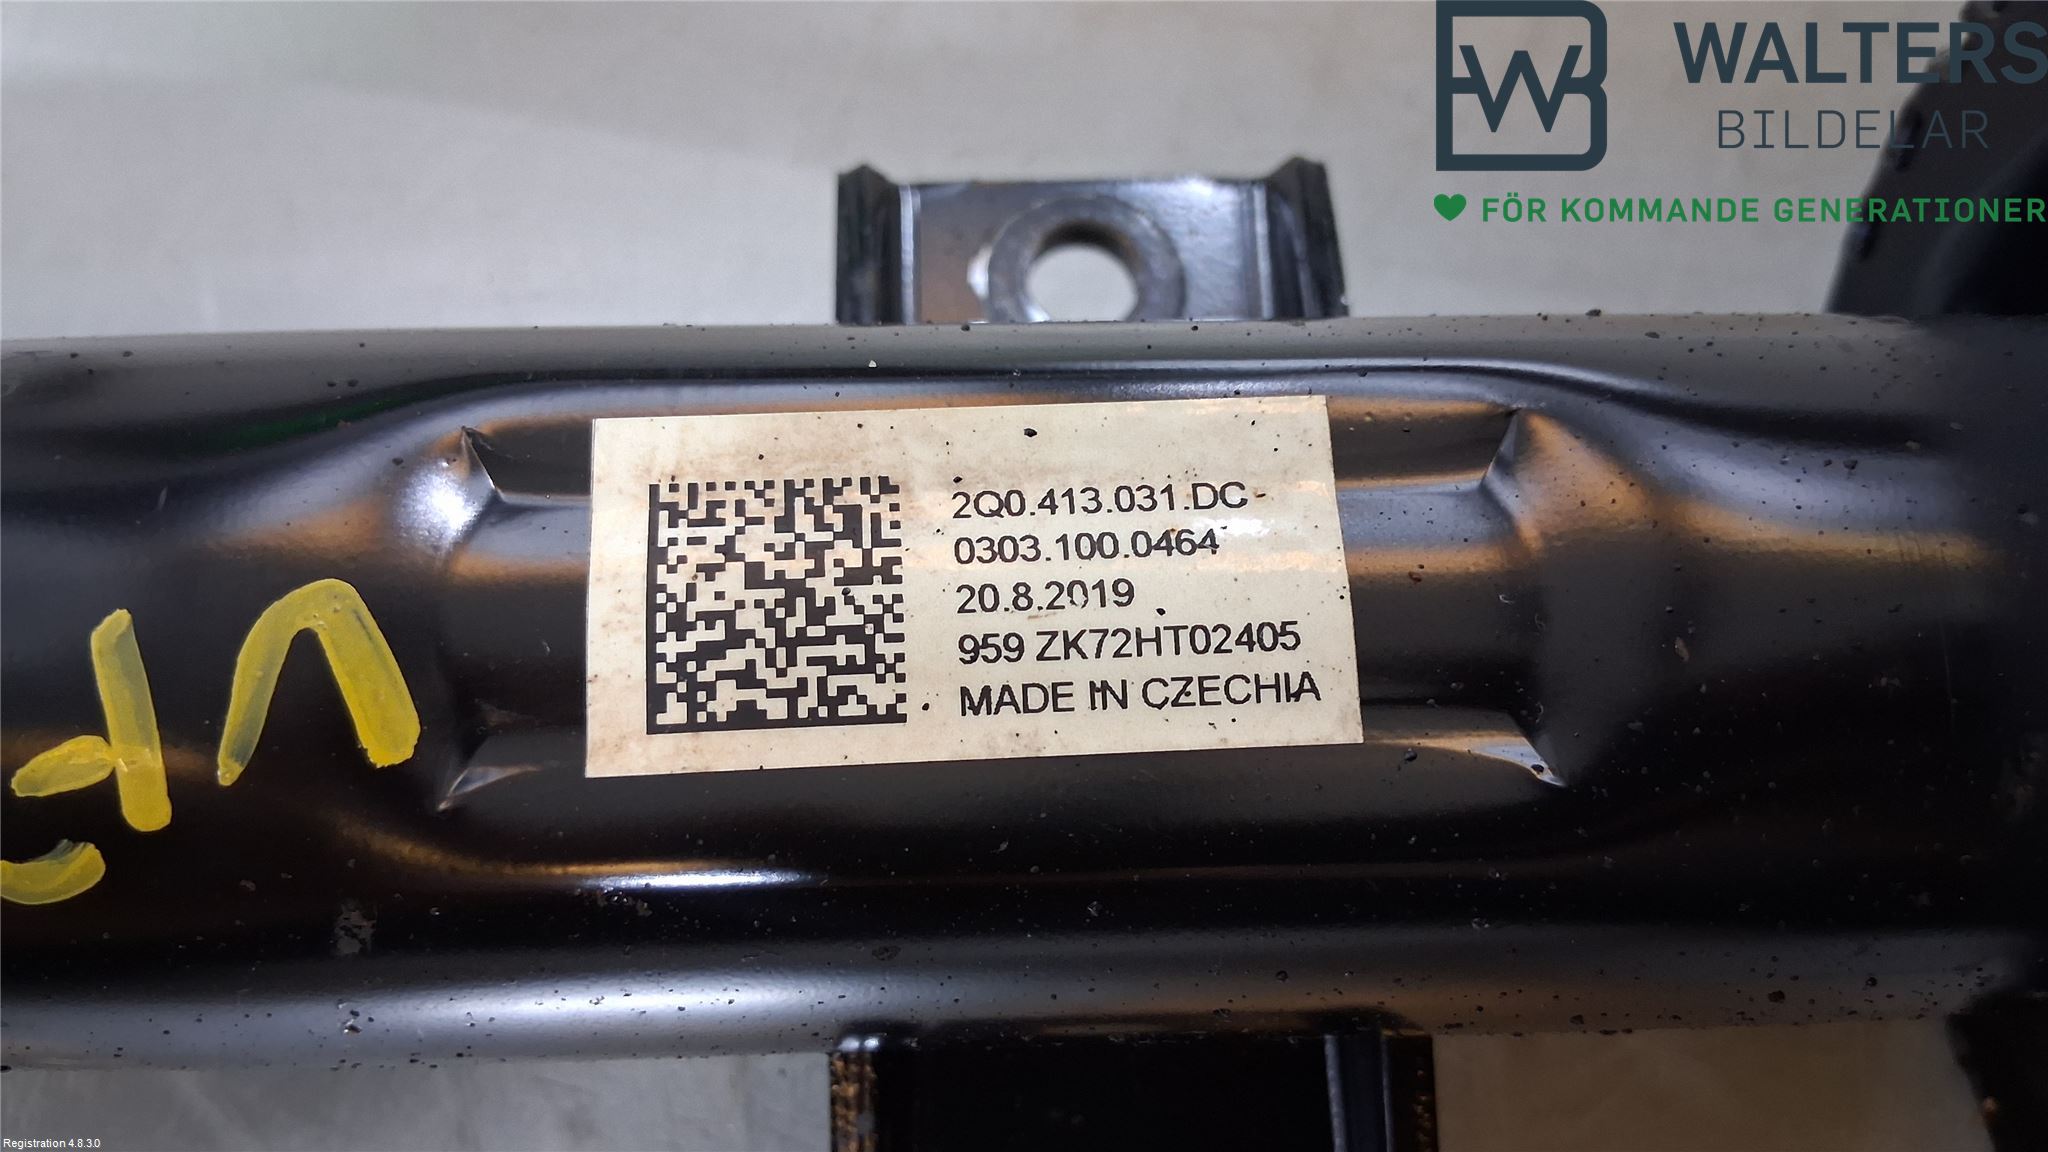 W
WALTERS
BILDELAR
FÖR KOMMANDE GENERATIONER
2Q0.413.031.DC
0303.100.0464
20.8.2019
959 ZK72HT02405
MADE IN CZECHIA
Registration 4.8.3.0